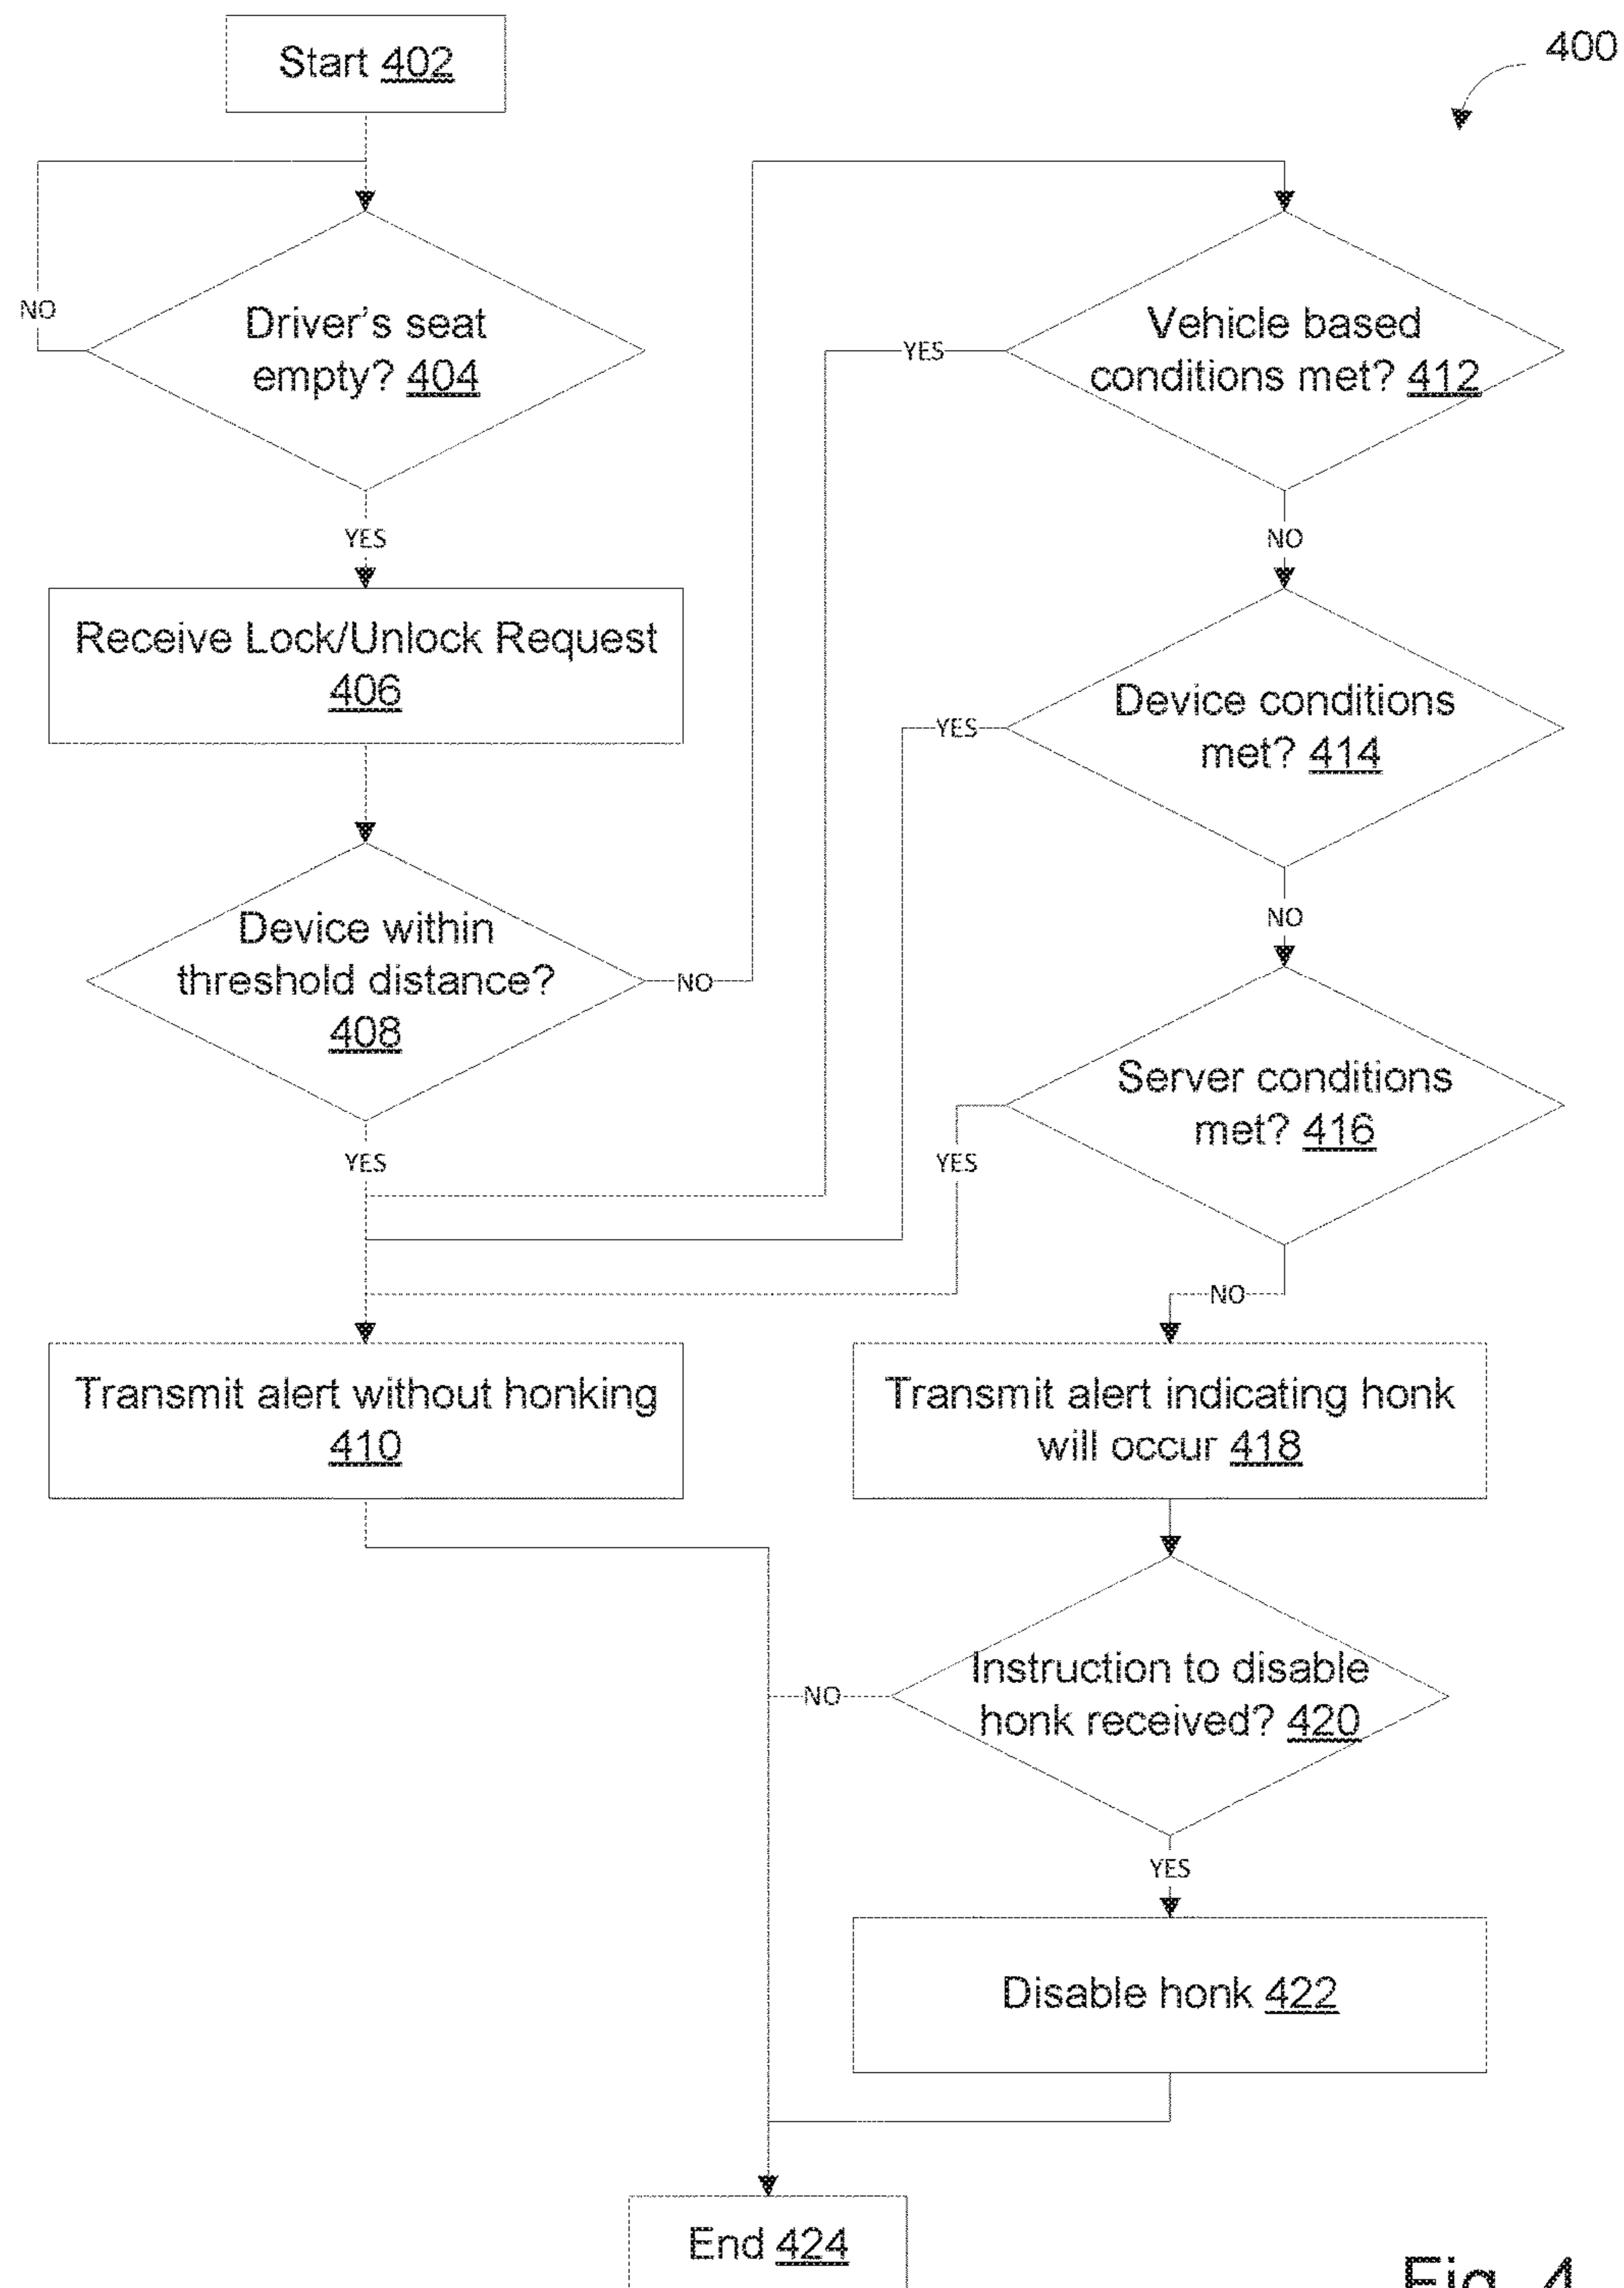 Start 402
400
NO
Driver's seat
empty? 404
YES
Receive Lock/Unlock Request
406
Device within
threshold distance?
408
NO
YES
Transmit alert without honking
410
Vehicle based
conditions met? 412
YES
NO
Device conditions
met? 414
YES
NO
Server conditions
met? 416
YES
NO
Transmit alert indicating honk
will occur 418
Instruction to disable
honk received? 420
NO
YES
Disable honk 422
End 424
Fig. 4